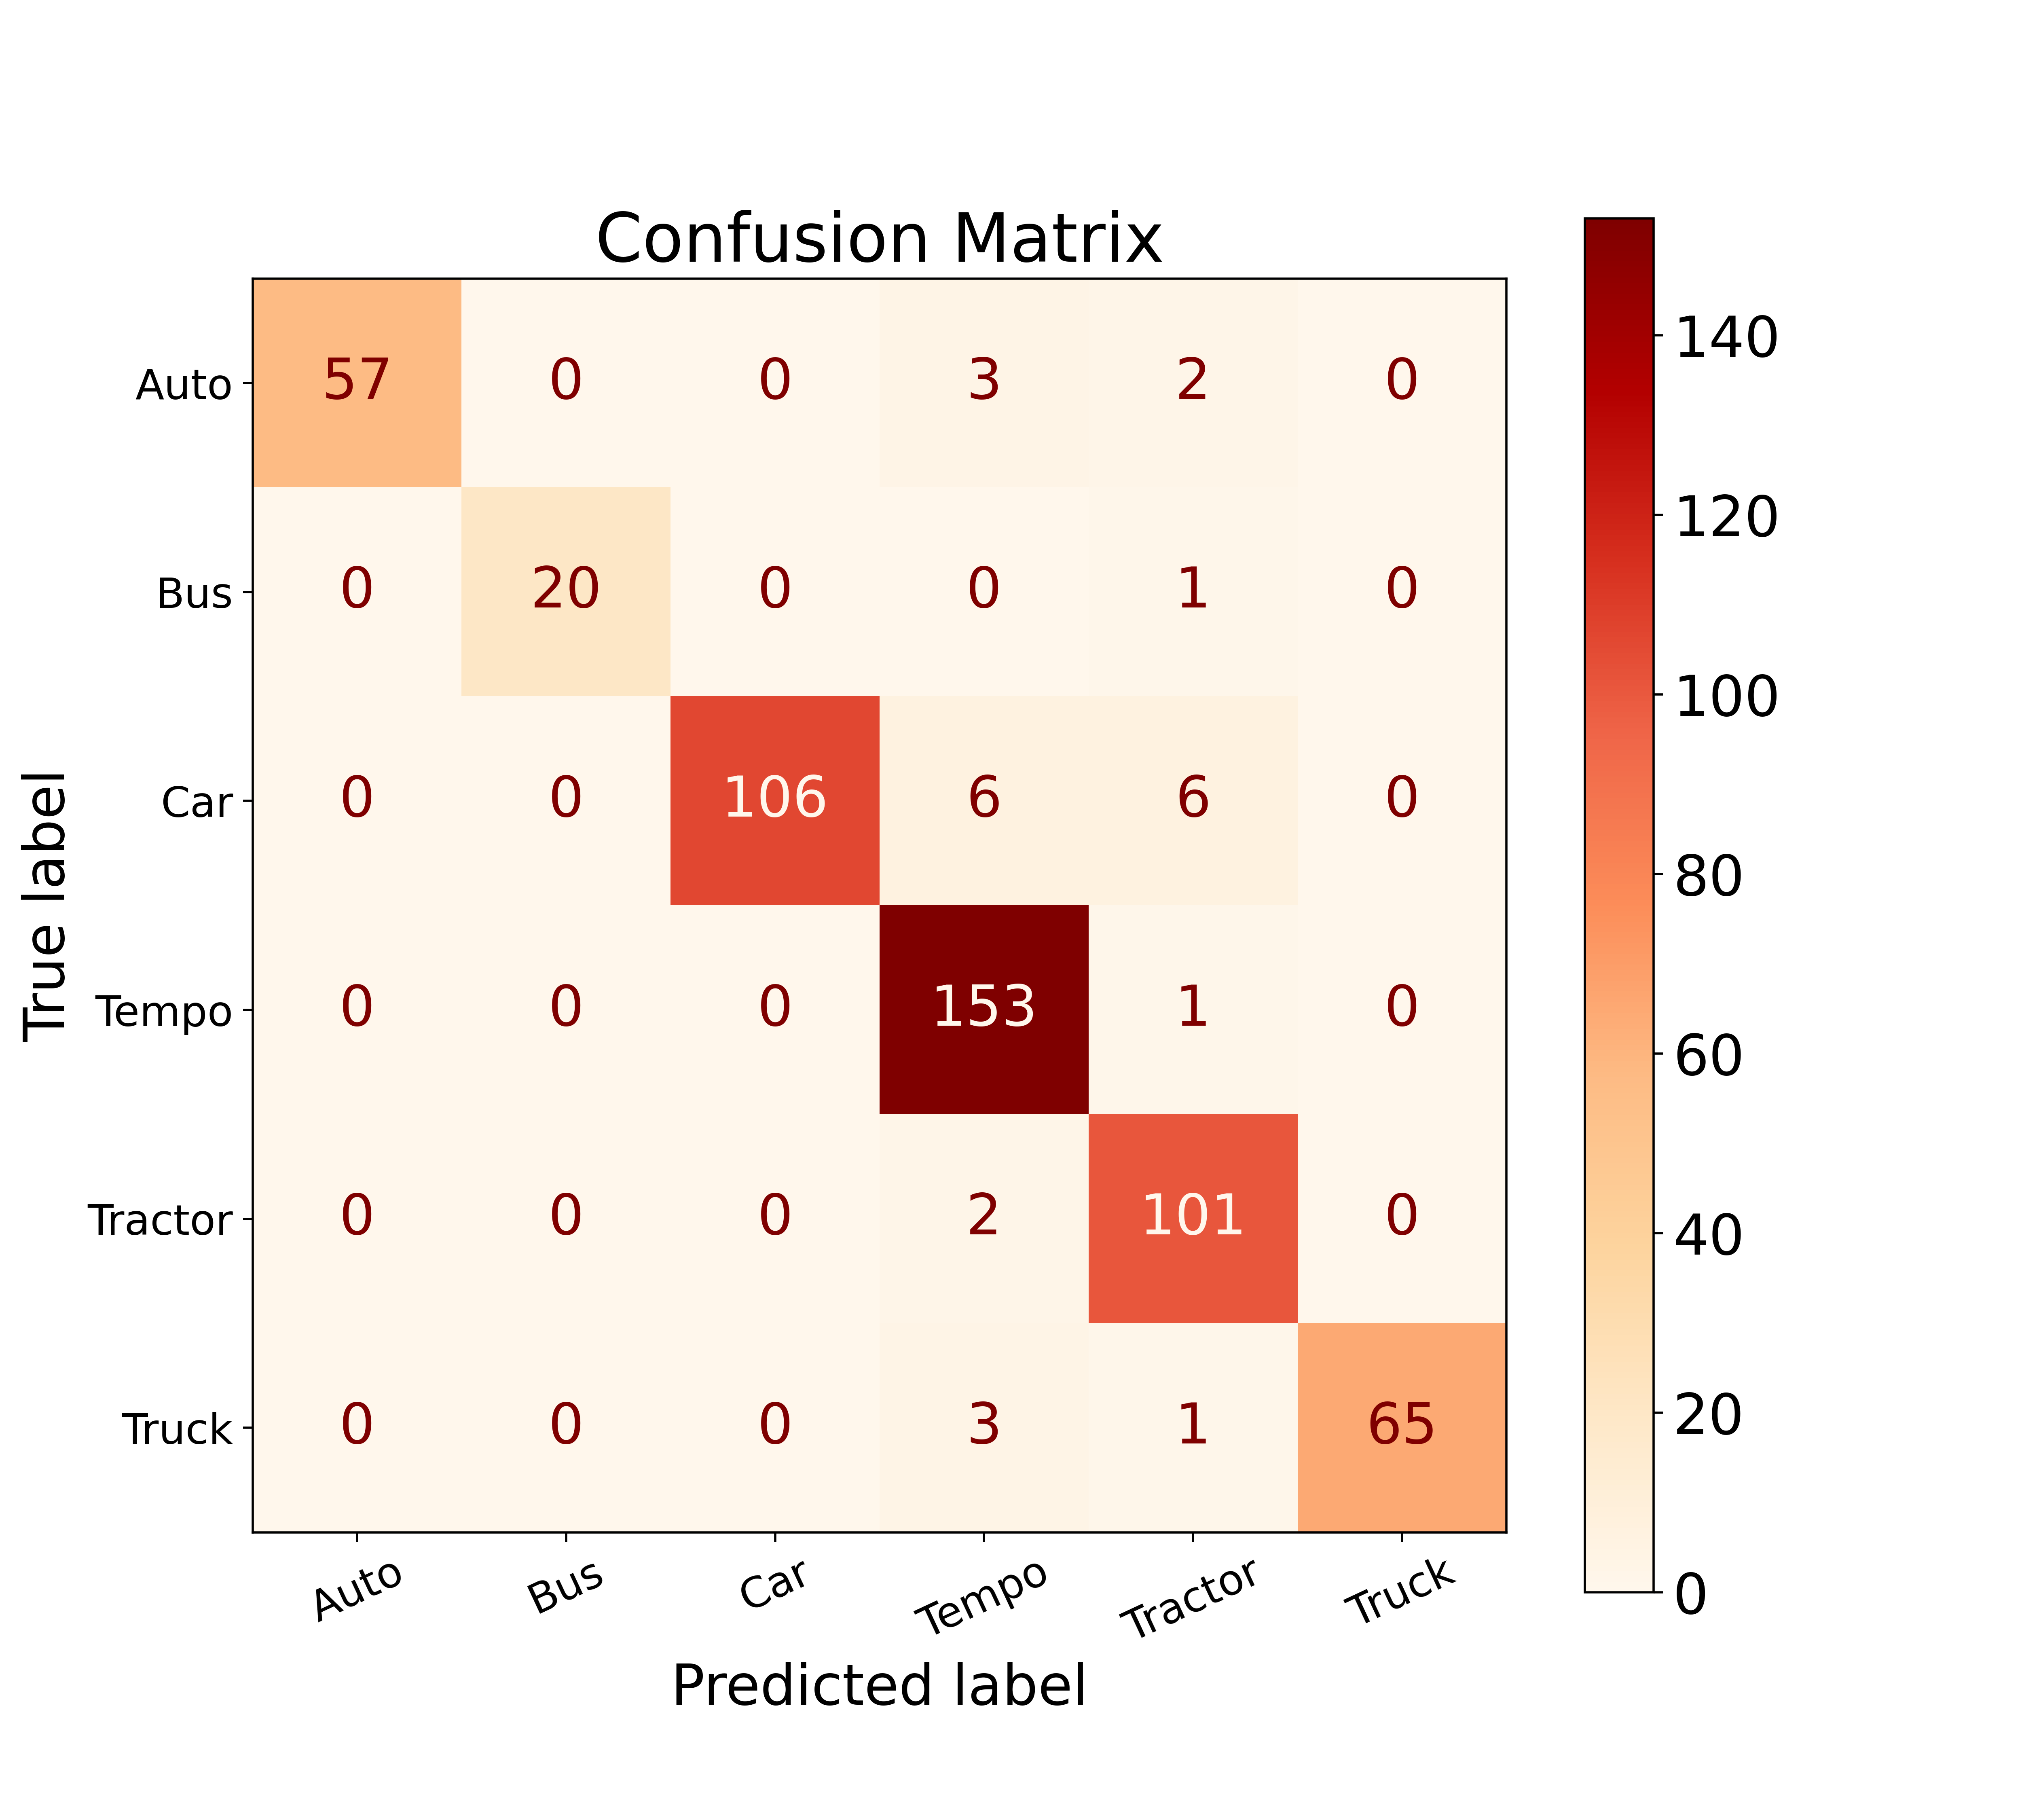 Confusion Matrix
True label
Auto 57 0 0 3 2 0
Bus 0 20 0 0 1 0
Car 0 0 106 6 6 0
Tempo 0 0 0 153 1 0
Tractor 0 0 0 2 101 0
Truck 0 0 0 3 1 65
Auto Bus Car Tempo Tractor Truck
Predicted label
140
120
100
80
60
40
20
0